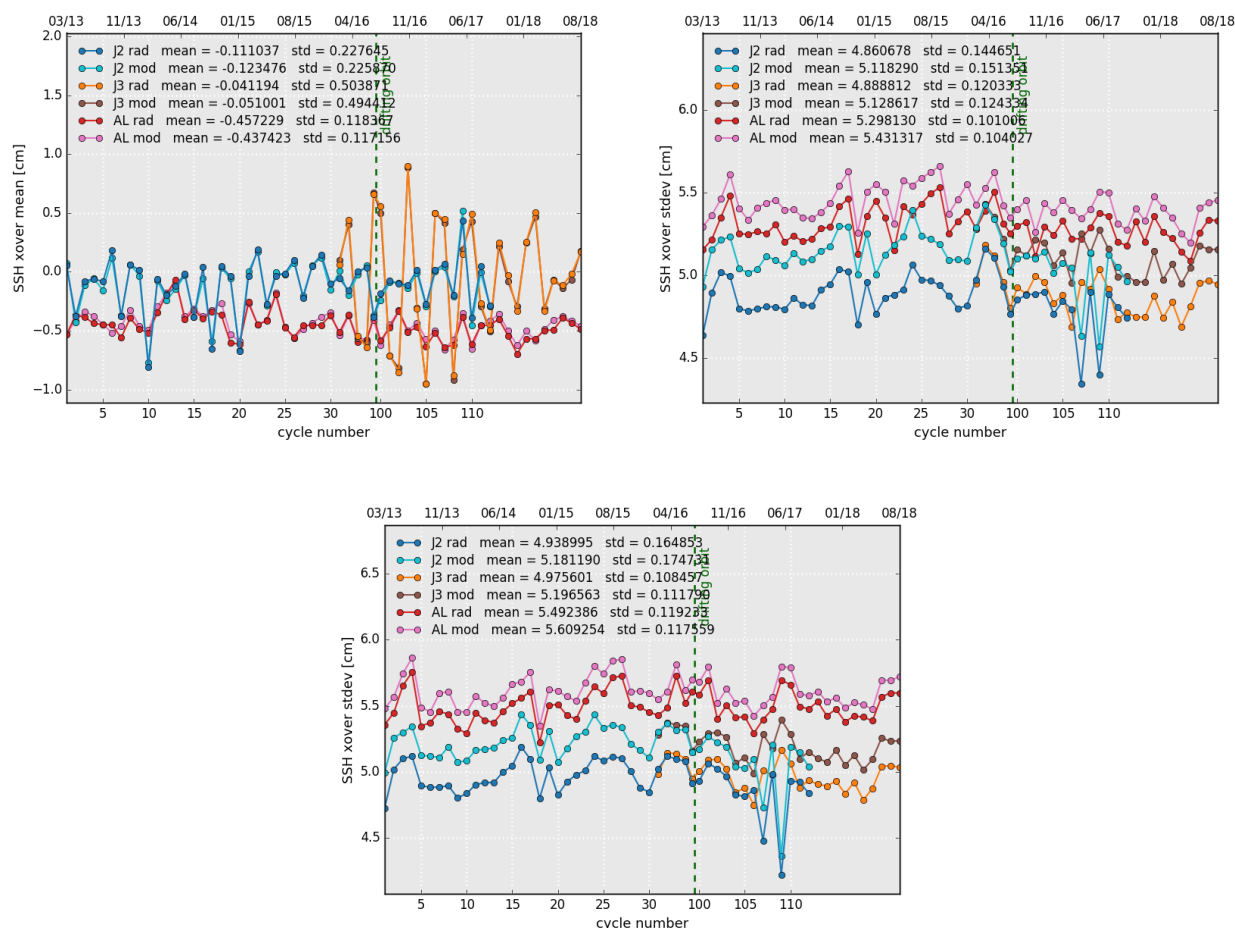 03/13 11/13 06/14 01/15 08/15 04/16 11/16 06/17 01/18 08/18
2.0
1.5
1.0
0.5
0.0
−0.5
−1.0
SSH xover mean [cm]
J2 rad mean = -0.111037 std = 0.227645
J2 mod mean = -0.123476 std = 0.225870
J3 rad mean = -0.041194 std = 0.503871
J3 mod mean = -0.051001 std = 0.494412
AL rad mean = -0.457229 std = 0.118367
AL mod mean = -0.437423 std = 0.117156
drifting orbit
5 10 15 20 25 30 100 105 110
cycle number
03/13 11/13 06/14 01/15 08/15 04/16 11/16 06/17 01/18 08/18
6.0
5.5
5.0
4.5
SSH xover stdev [cm]
J2 rad mean = 4.860678 std = 0.144651
J2 mod mean = 5.118290 std = 0.151351
J3 rad mean = 4.888812 std = 0.120333
J3 mod mean = 5.128617 std = 0.124334
AL rad mean = 5.298130 std = 0.101006
AL mod mean = 5.431317 std = 0.104027
drifting orbit
5 10 15 20 25 30 100 105 110
cycle number
03/13 11/13 06/14 01/15 08/15 04/16 11/16 06/17 01/18 08/18
6.5
6.0
5.5
5.0
4.5
SSH xover stdev [cm]
J2 rad mean = 4.938995 std = 0.164853
J2 mod mean = 5.181190 std = 0.174731
J3 rad mean = 4.975601 std = 0.108457
J3 mod mean = 5.196563 std = 0.111790
AL rad mean = 5.492386 std = 0.119233
AL mod mean = 5.609254 std = 0.117559
drifting orbit
5 10 15 20 25 30 100 105 110
cycle number